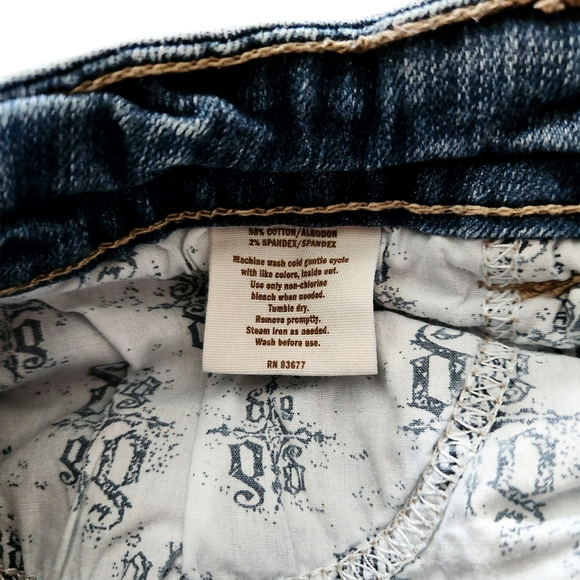 98% COTTON/ALGODON
2% SPANDEX/SPANDEX
Machine wash cold gentle cycle
with like colors, inside out.
Use only non-chlorine
bleach when needed.
Tumble dry.
Remove promptly.
Steam iron as needed.
Wash before use.
RN 93677